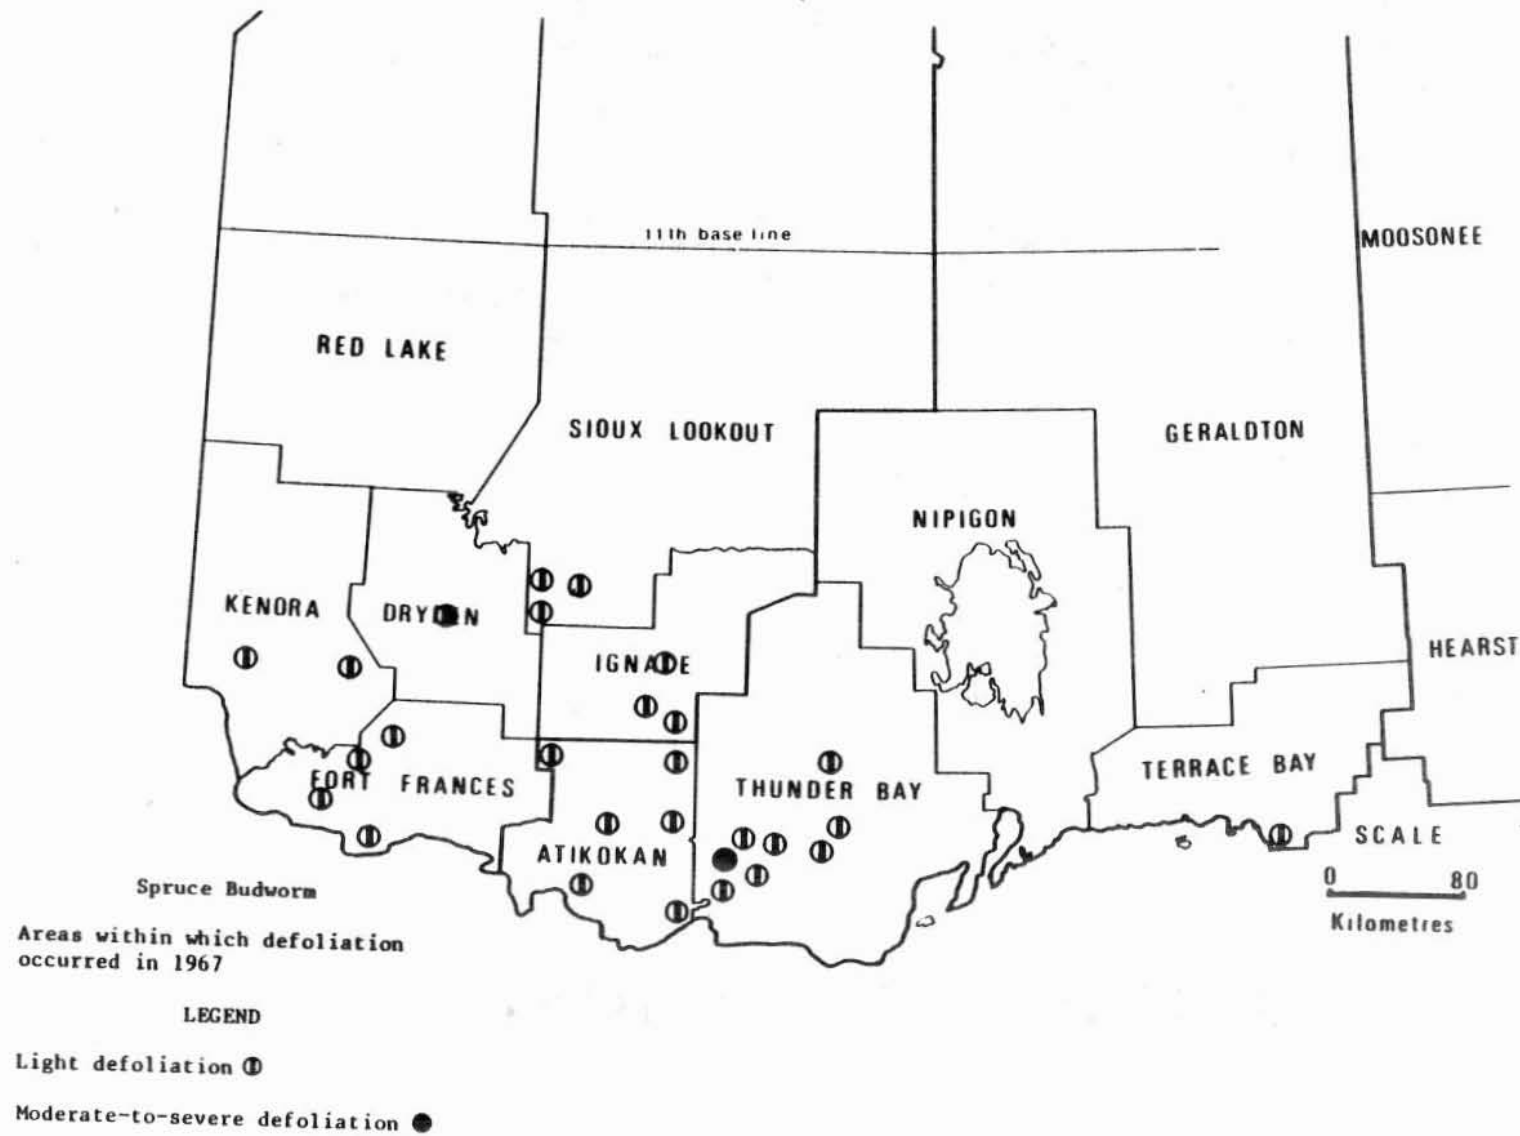 11th base line
MOOSONEE
RED LAKE
SIOUX LOOKOUT
GERALDTON
NIPIGON
KENORA
DRYDEN
HEARST
IGNACE
TERRACE BAY
FORT FRANCES
THUNDER BAY
SCALE
ATIKOKAN
0 80
Kilometres
Spruce Budworm
Areas within which defoliation
occurred in 1967
LEGEND
Light defoliation
Moderate-to-severe defoliation